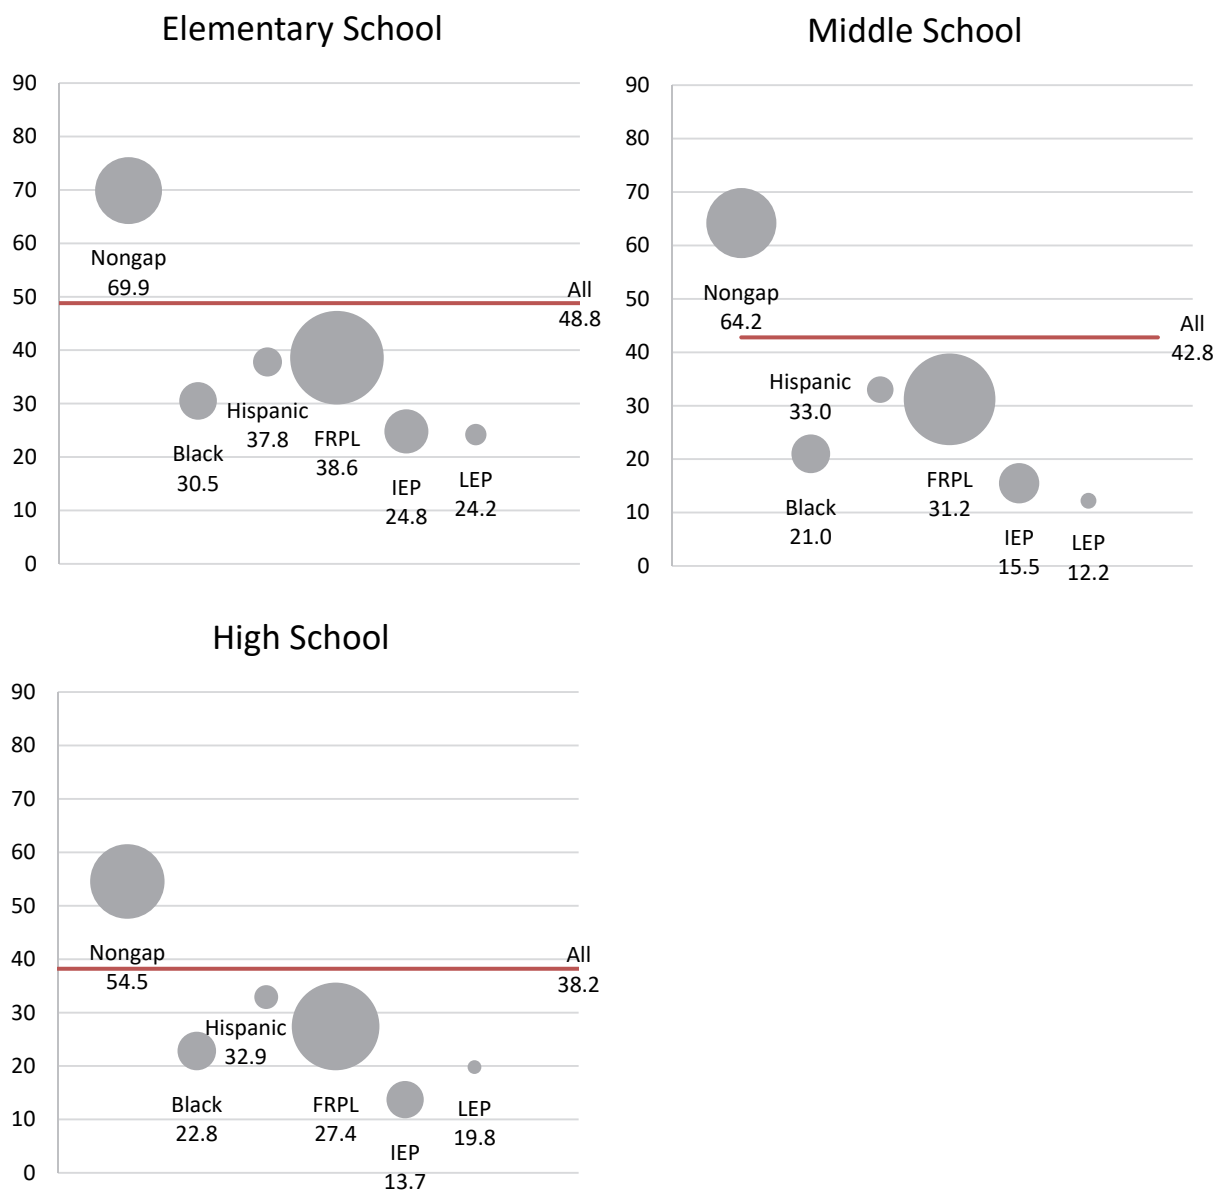 Elementary School
90
80
70
60
50
40
30
20
10
0
Nongap
69.9
All
48.8
Black
30.5
Hispanic
37.8
FRPL
38.6
IEP
24.8
LEP
24.2
Middle School
90
80
70
60
50
40
30
20
10
0
Nongap
64.2
All
42.8
Black
21.0
Hispanic
33.0
FRPL
31.2
IEP
15.5
LEP
12.2
High School
90
80
70
60
50
40
30
20
10
0
Nongap
54.5
All
38.2
Black
22.8
Hispanic
32.9
FRPL
27.4
IEP
13.7
LEP
19.8